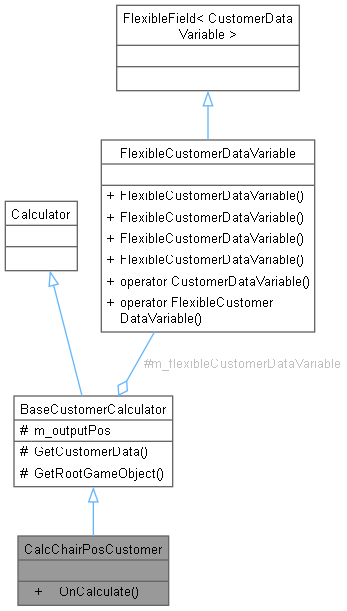 FlexibleField< CustomerData
Variable >
FlexibleCustomerDataVariable
+ FlexibleCustomerDataVariable()
+ FlexibleCustomerDataVariable()
+ FlexibleCustomerDataVariable()
+ FlexibleCustomerDataVariable()
+ operator CustomerDataVariable()
+ operator FlexibleCustomer
DataVariable()
Calculator
#m_flexibleCustomerDataVariable
BaseCustomerCalculator
# m_outputPos
# GetCustomerData()
# GetRootGameObject()
CalcChairPosCustomer
+ OnCalculate()